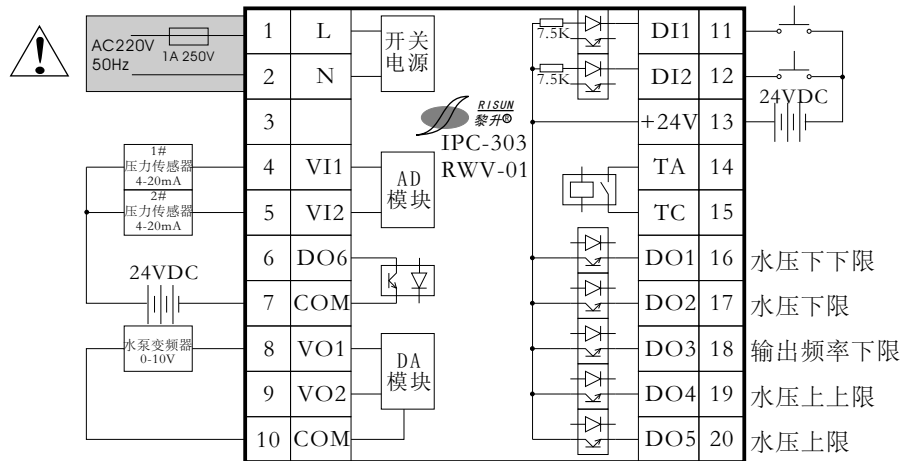 AC220V
50Hz
1A 250V
1 L
2 N
3
4 VI1
5 VI2
6 DO6
7 COM
8 VO1
9 VO2
10 COM
1#
压力传感器
4-20mA
2#
压力传感器
4-20mA
24VDC
水泵变频器
0-10V
开关
电源
RISUN
黎升®
IPC-303
RWV-01
AD
模块
DA
模块
7.5K
7.5K
DI1 11
DI2 12
+24V 13
TA 14
TC 15
DO1 16 水压下下限
DO2 17 水压下限
DO3 18 输出频率下限
DO4 19 水压上上限
DO5 20 水压上限
24VDC